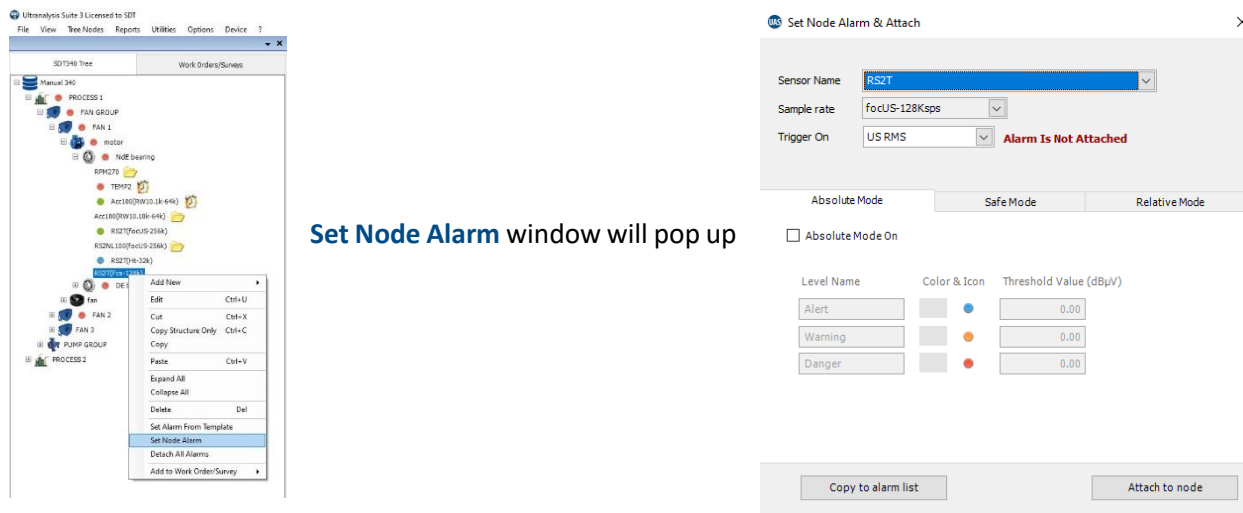 Ultranalysis Suite 3 Licensed to SDT
File View Tree Nodes Reports Utilities Options Device ?
SDT340 Tree Work Orders/Surveys
Manual 340
PROCESS 1
FAN GROUP
FAN 1
motor
NdE bearing
RPM270
TEMP2
Acc100(RW10.1k-64k)
Acc100(RW10.10k-64k)
RS2T(FocUS-256k)
RS2NL100(FocUS-256k)
RS2T(Ht-32k)
RS2T(Fcs-128k)
DE
fan
FAN 2
FAN 3
PUMP GROUP
PROCESS 2
Add New
Edit Ctrl+U
Cut Ctrl+X
Copy Structure Only Ctrl+C
Copy
Paste Ctrl+V
Expand All
Collapse All
Delete Del
Set Alarm From Template
Set Node Alarm
Detach All Alarms
Add to Work Order/Survey
Set Node Alarm window will pop up
UAS Set Node Alarm & Attach
Sensor Name RS2T
Sample rate focUS-128Ksps
Trigger On US RMS Alarm Is Not Attached
Absolute Mode Safe Mode Relative Mode
Absolute Mode On
Level Name Color & Icon Threshold Value (dBµV)
Alert 0.00
Warning 0.00
Danger 0.00
Copy to alarm list Attach to node